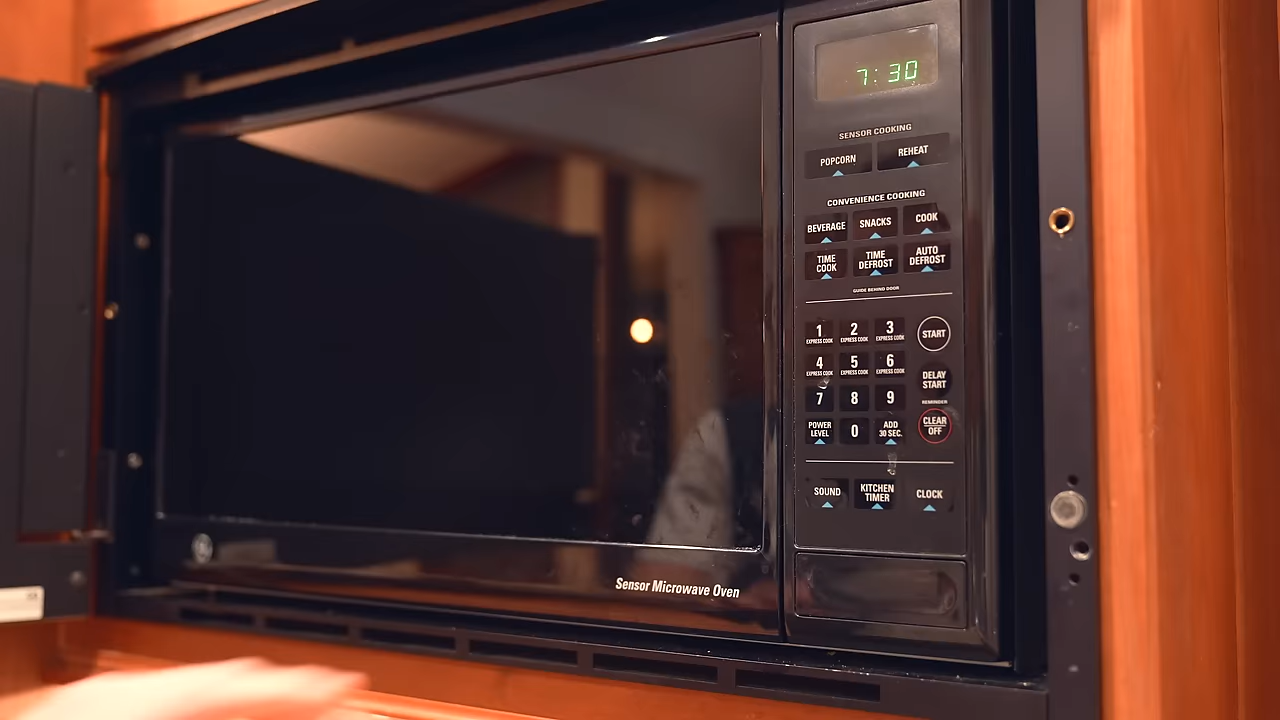 7:30
SENSOR COOKING
POPCORN REHEAT
CONVENIENCE COOKING
BEVERAGE SNACKS COOK
TIME COOK TIME DEFROST AUTO DEFROST
GUIDE BEHIND DOOR
1 2 3 START
EXPRESS COOK EXPRESS COOK EXPRESS COOK
4 5 6 DELAY START
EXPRESS COOK EXPRESS COOK EXPRESS COOK
REMINDER
7 8 9 CLEAR OFF
POWER LEVEL 0 ADD 30 SEC.
SOUND KITCHEN TIMER CLOCK
Sensor Microwave Oven